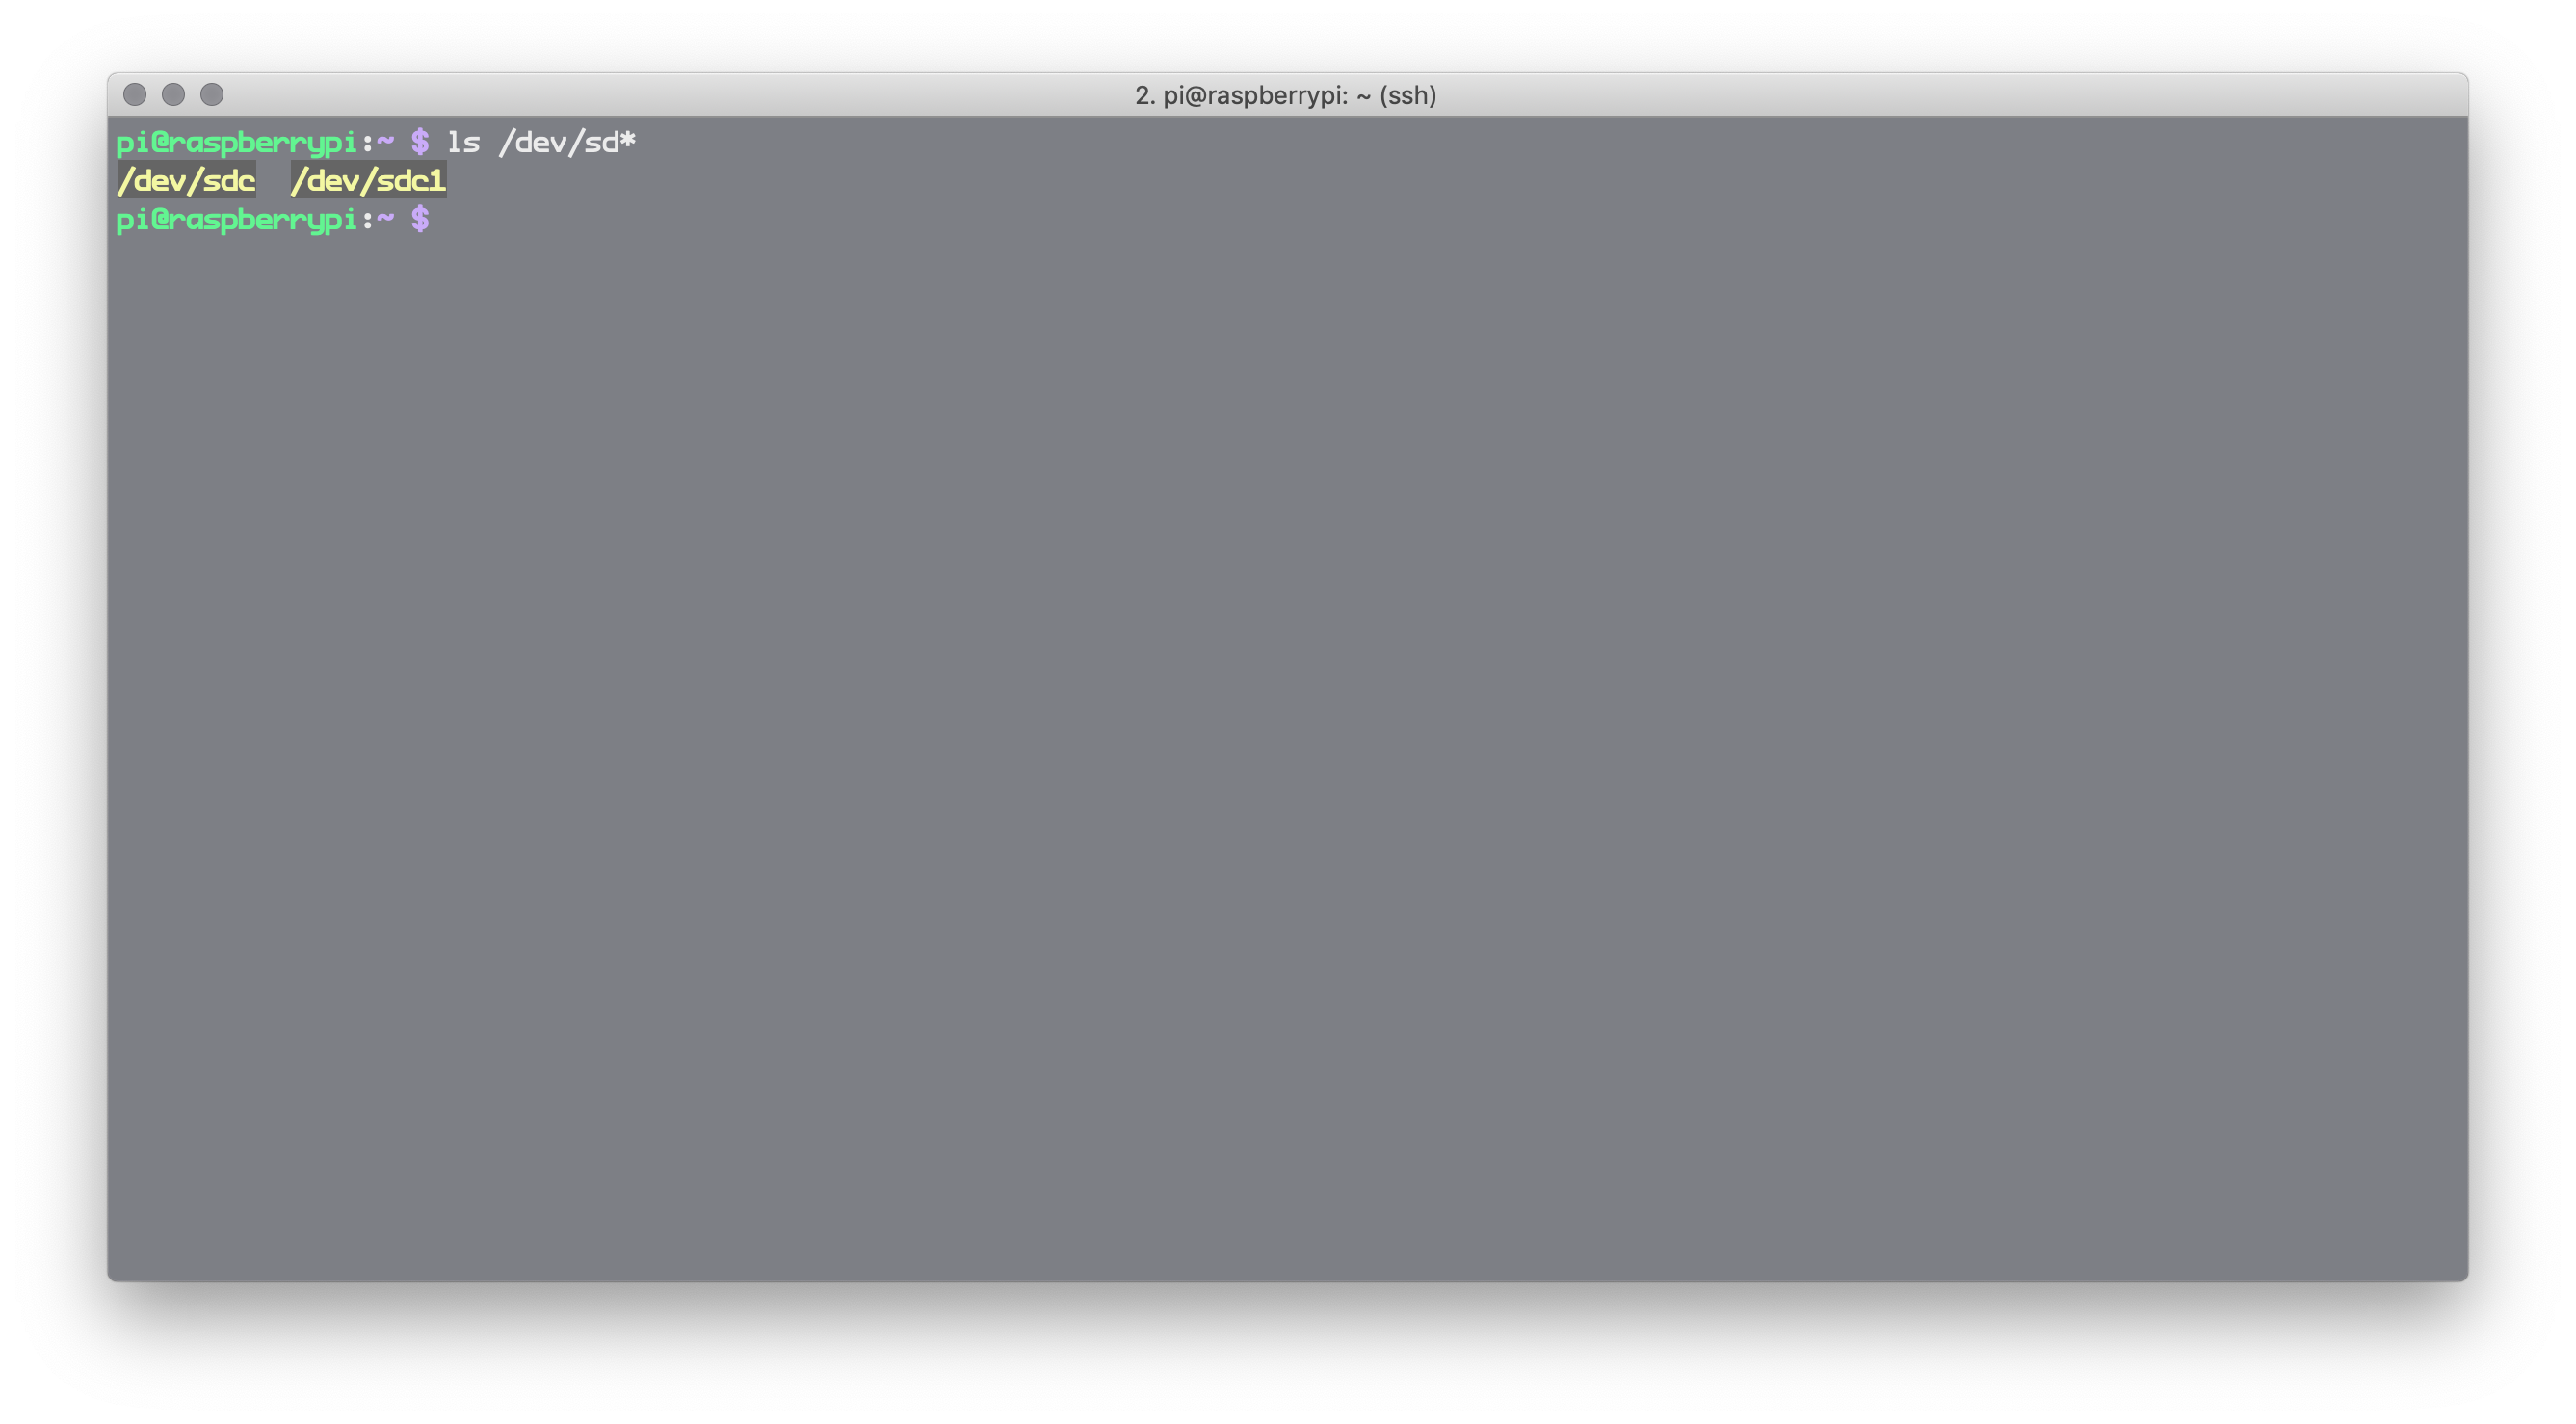 2. pi@raspberrypi: ~ (ssh)
pi@raspberrypi:~ $ ls /dev/sd*
/dev/sdc  /dev/sdc1
pi@raspberrypi:~ $